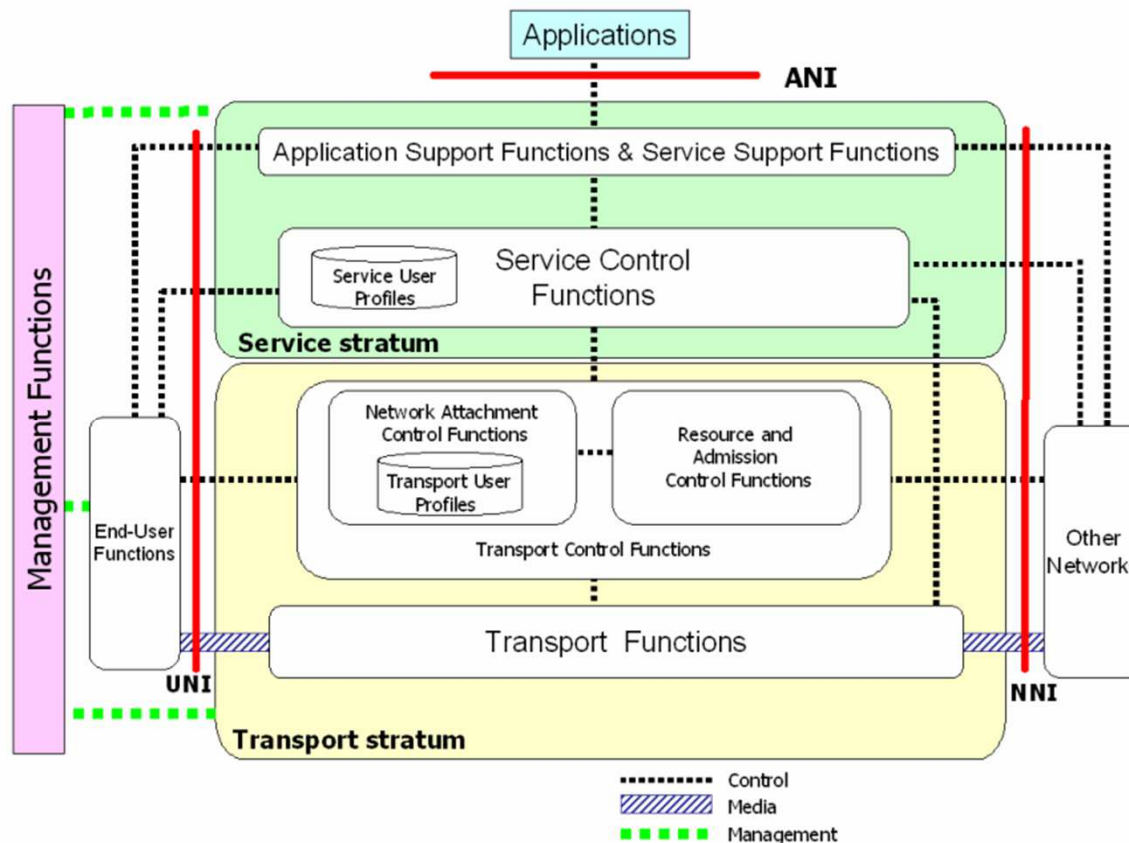 Applications
ANI
Application Support Functions & Service Support Functions
Service User
Profiles
Service Control
Functions
Service stratum
Management Functions
Network Attachment
Control Functions
Transport User
Profiles
Resource and
Admission
Control Functions
Transport Control Functions
End-User
Functions
Other
Network
Transport Functions
UNI
NNI
Transport stratum
Control
Media
Management